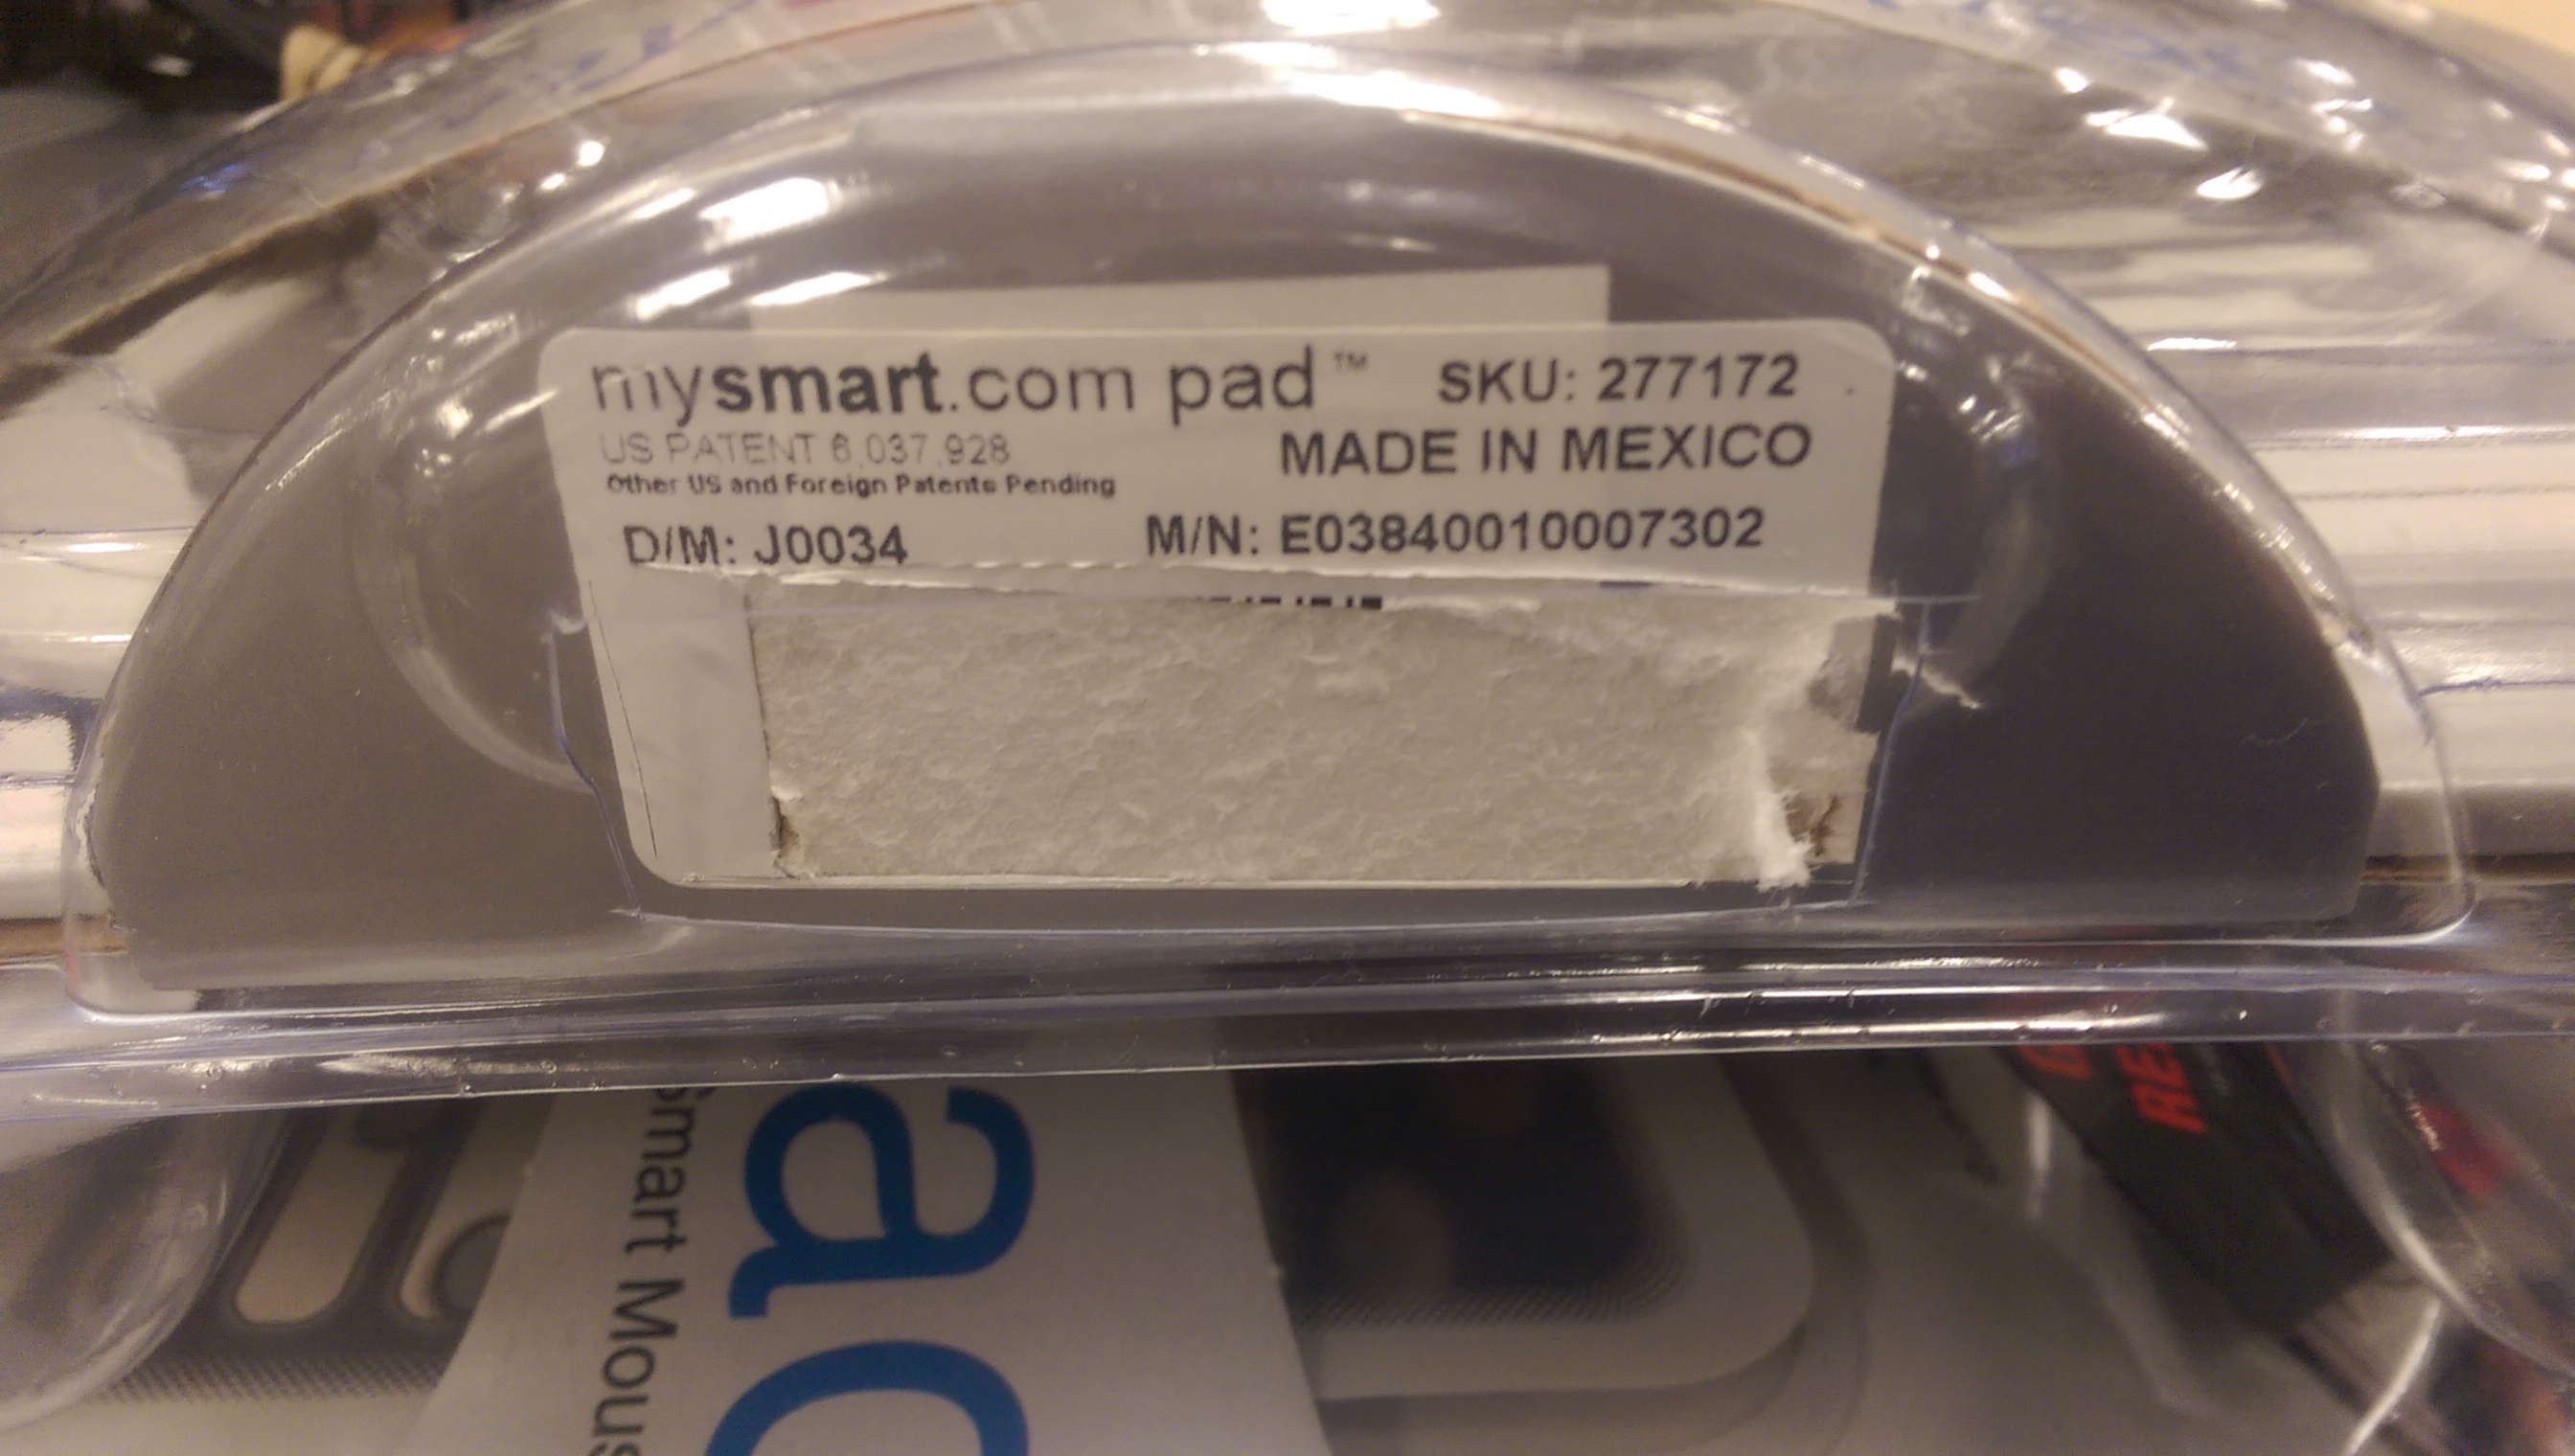 mysmart.com pad™ SKU: 277172
US PATENT 6,037,928
MADE IN MEXICO
Other US and Foreign Patents Pending
D/M: J0034 M/N: E03840010007302
Smart Mous
ac
RE